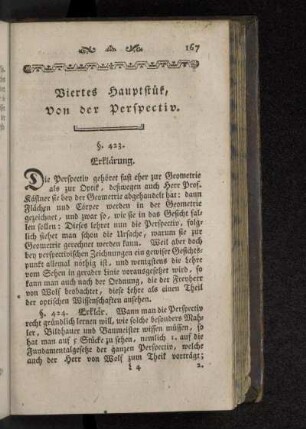 167
Viertes Hauptstük,
Von der Perspectiv.
§. 423.
Erklärung.
Die Perspectiv gehöret fast eher zur Geometrie
als zur Optik, deswegen auch Herr Prof.
Kästner sie bey der Geometrie abgehandelt hat: dann
Flächen und Cörper werden in der Geometrie
gezeichnet, und zwar so, wie sie in das Gesicht fal-
len sollen: Diesen lehret nun die Perspectiv, folg-
lich siehet man schon die Ursache, warum sie zur
Geometrie gerechnet werden kann. Weil aber doch
bey perspectivischen Zeichnungen ein gewisser Gesichts-
punkt allemal nöthig ist, und wenigstens die Lehre
vom Sehen in gerader Linie vorausgesetzet wird, so
kann man auch nach der Ordnung, die der Freyherr
von Wolf beobachtet, diese Lehre als einen Theil
der optischen Wissenschaften ansehen.
§. 424. Erklär. Wann man die Perspectiv
recht gründlich lernen will, wie solche besonders Mah-
ler, Bildhauer und Baumeister wissen müssen, so
hat man auf 5 Stücke zu sehen, nemlich 1. auf die
Fundamentalgesetze der ganzen Perspectiv, welche
auch der Herr von Wolf zum Theil vorträgt;
4 2.